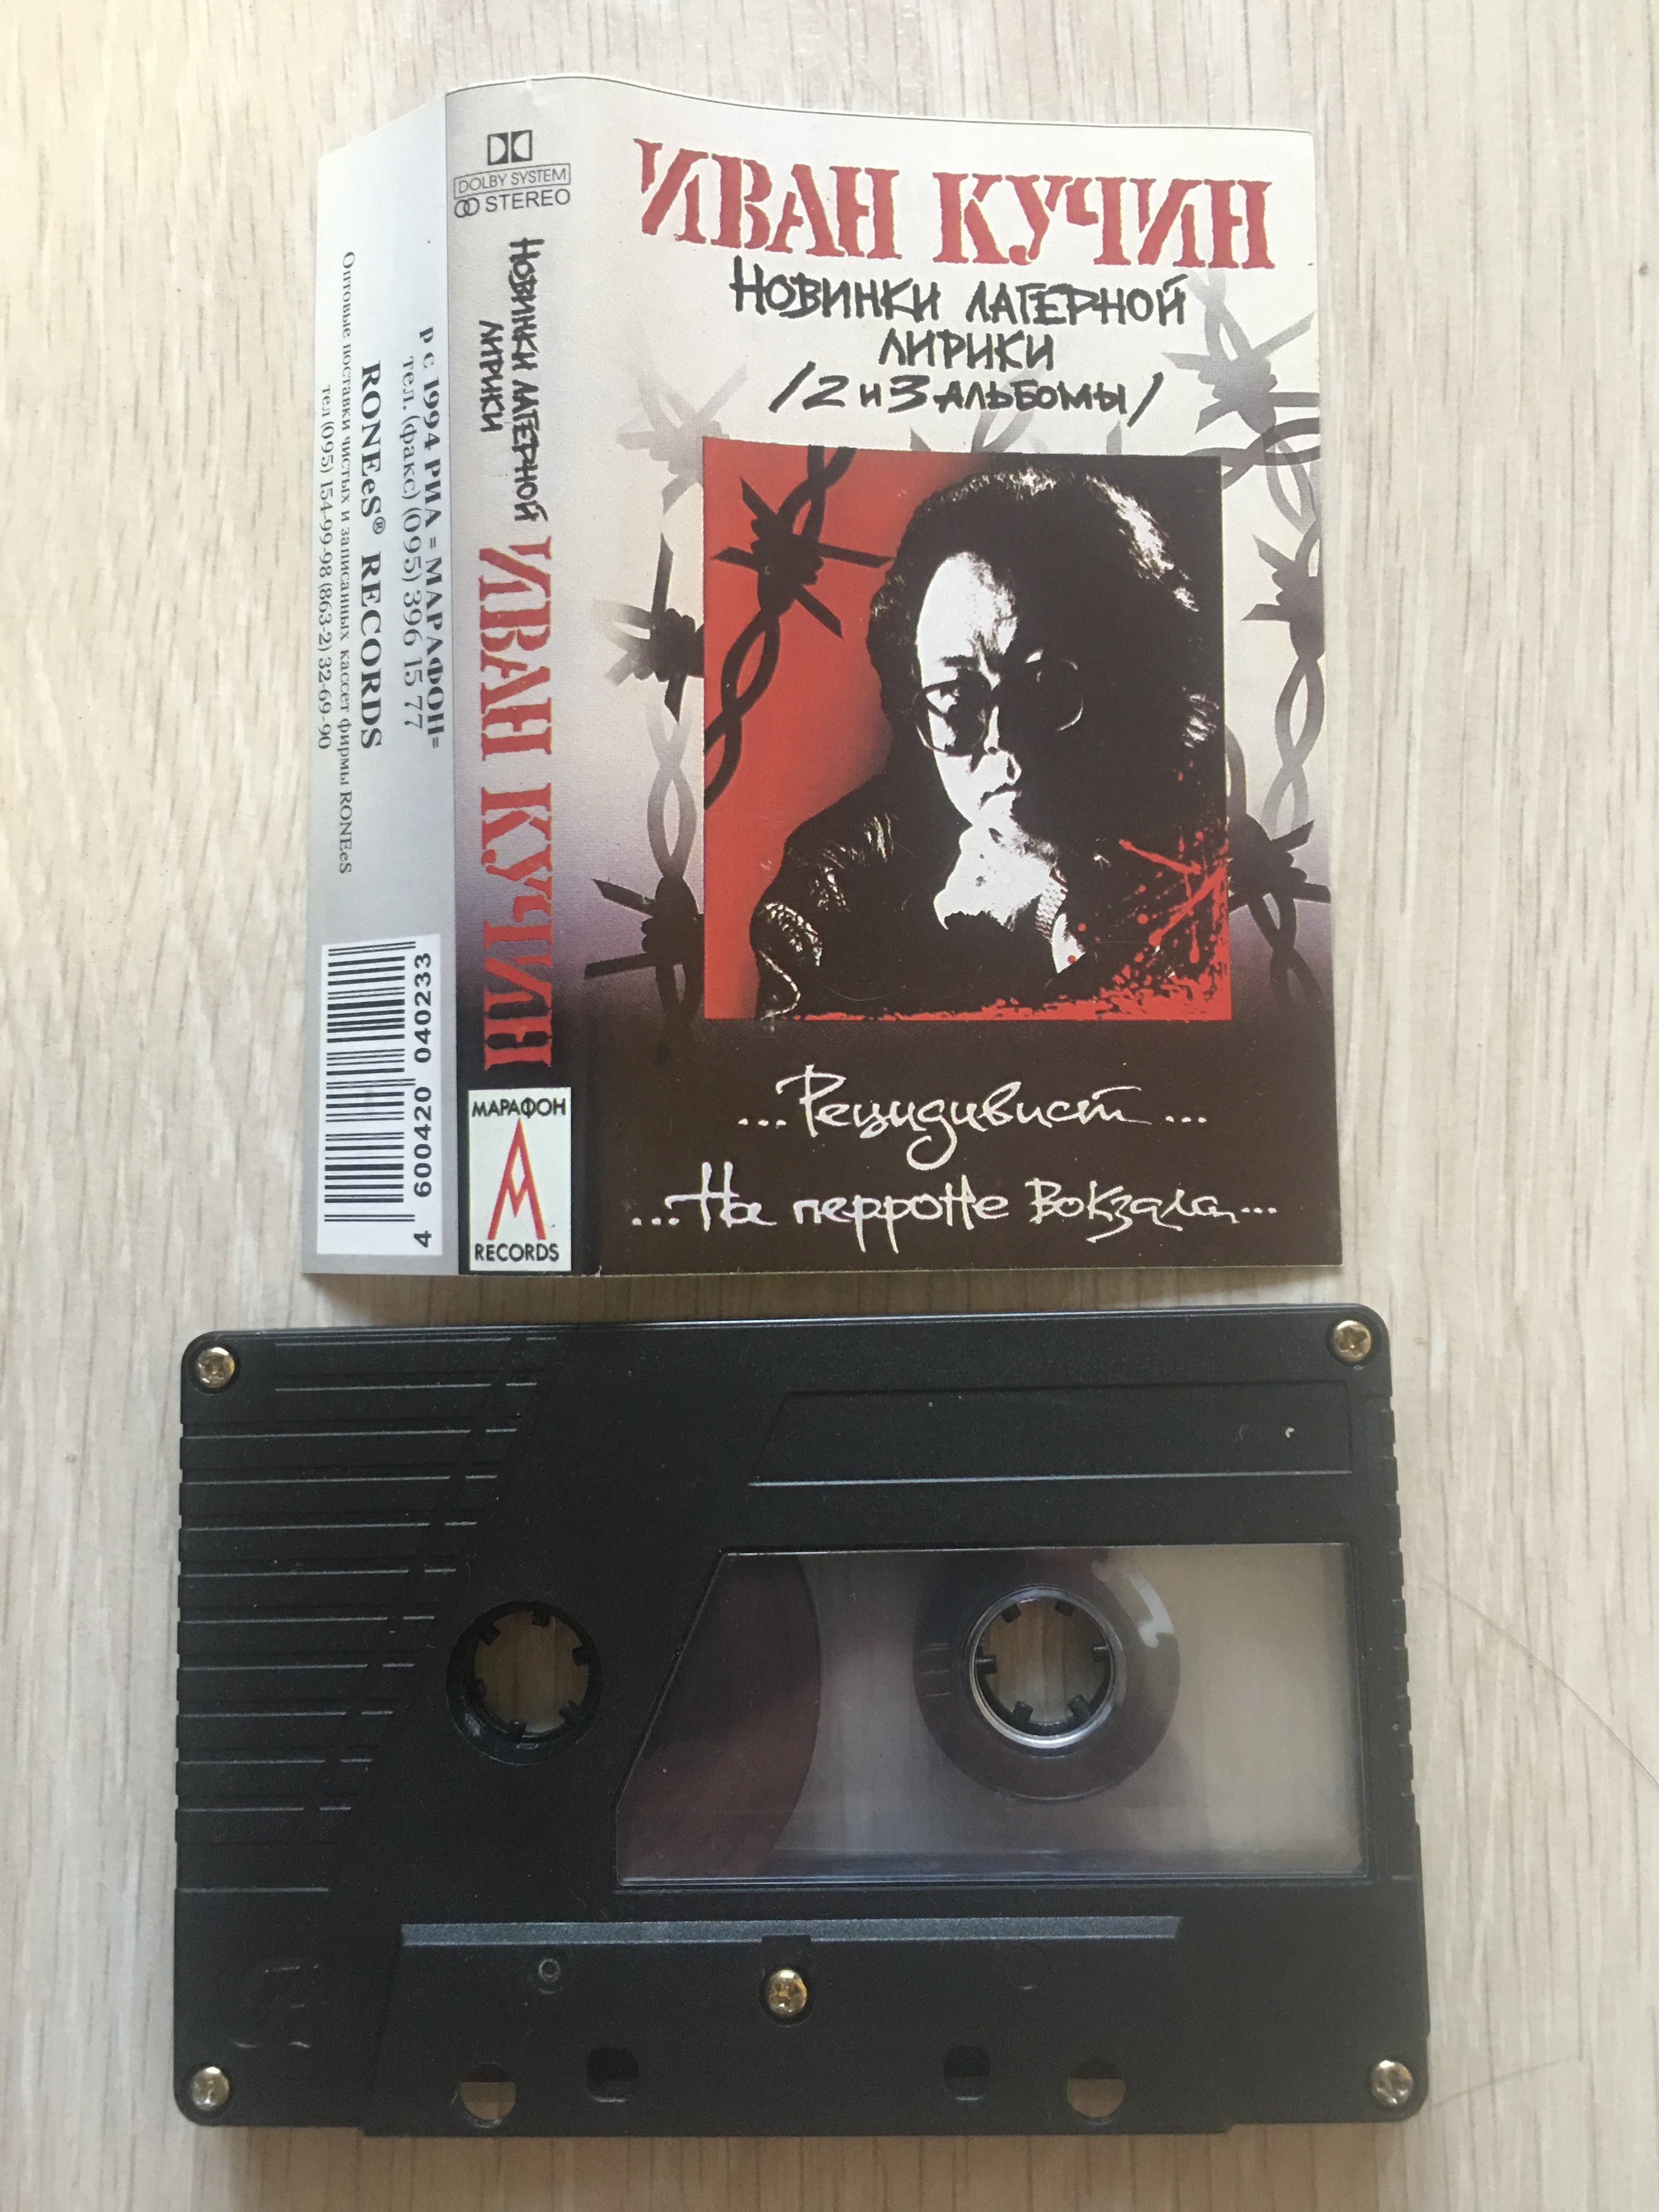 ИВАН КУЧИН
НОВИНКИ ЛАГЕРНОЙ
ЛИРИКИ
/2 и 3 АЛЬБОМЫ/
...Рецидивист...
...На перроне вокзала...
DOLBY SYSTEM
STEREO
НОВИНКИ ЛАГЕРНОЙ
ЛИРИКИ
ИВАН КУЧИН
МАРАФОН
RECORDS
р с 1994 РИА =МАРАФОН=
тел. (факс) (095) 396 15 77
RONEeS® RECORDS
Оптовые поставки чистых и записанных кассет фирмы RONEeS
тел (095) 154-99-98 (863-2) 32-69-90
4 600420 040233